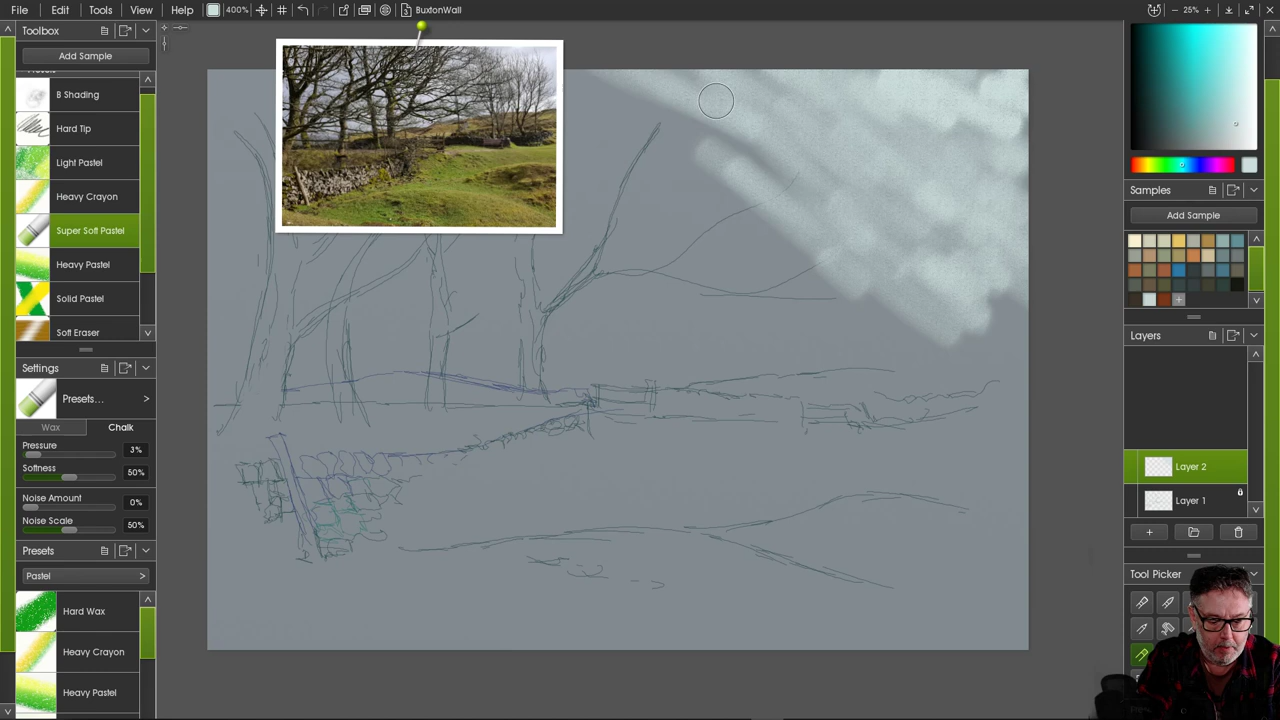 File Edit Tools View Help 400% BuxtonWall 25%
Toolbox
Add Sample
B Shading
Hard Tip
Light Pastel
Heavy Crayon
Super Soft Pastel
Heavy Pastel
Solid Pastel
Soft Eraser
Settings
Presets...
Wax Chalk
Pressure 3%
Softness 50%
Noise Amount 0%
Noise Scale 50%
Presets
Pastel
Hard Wax
Heavy Crayon
Heavy Pastel
Samples
Add Sample
Layers
Layer 2
Layer 1
Tool Picker